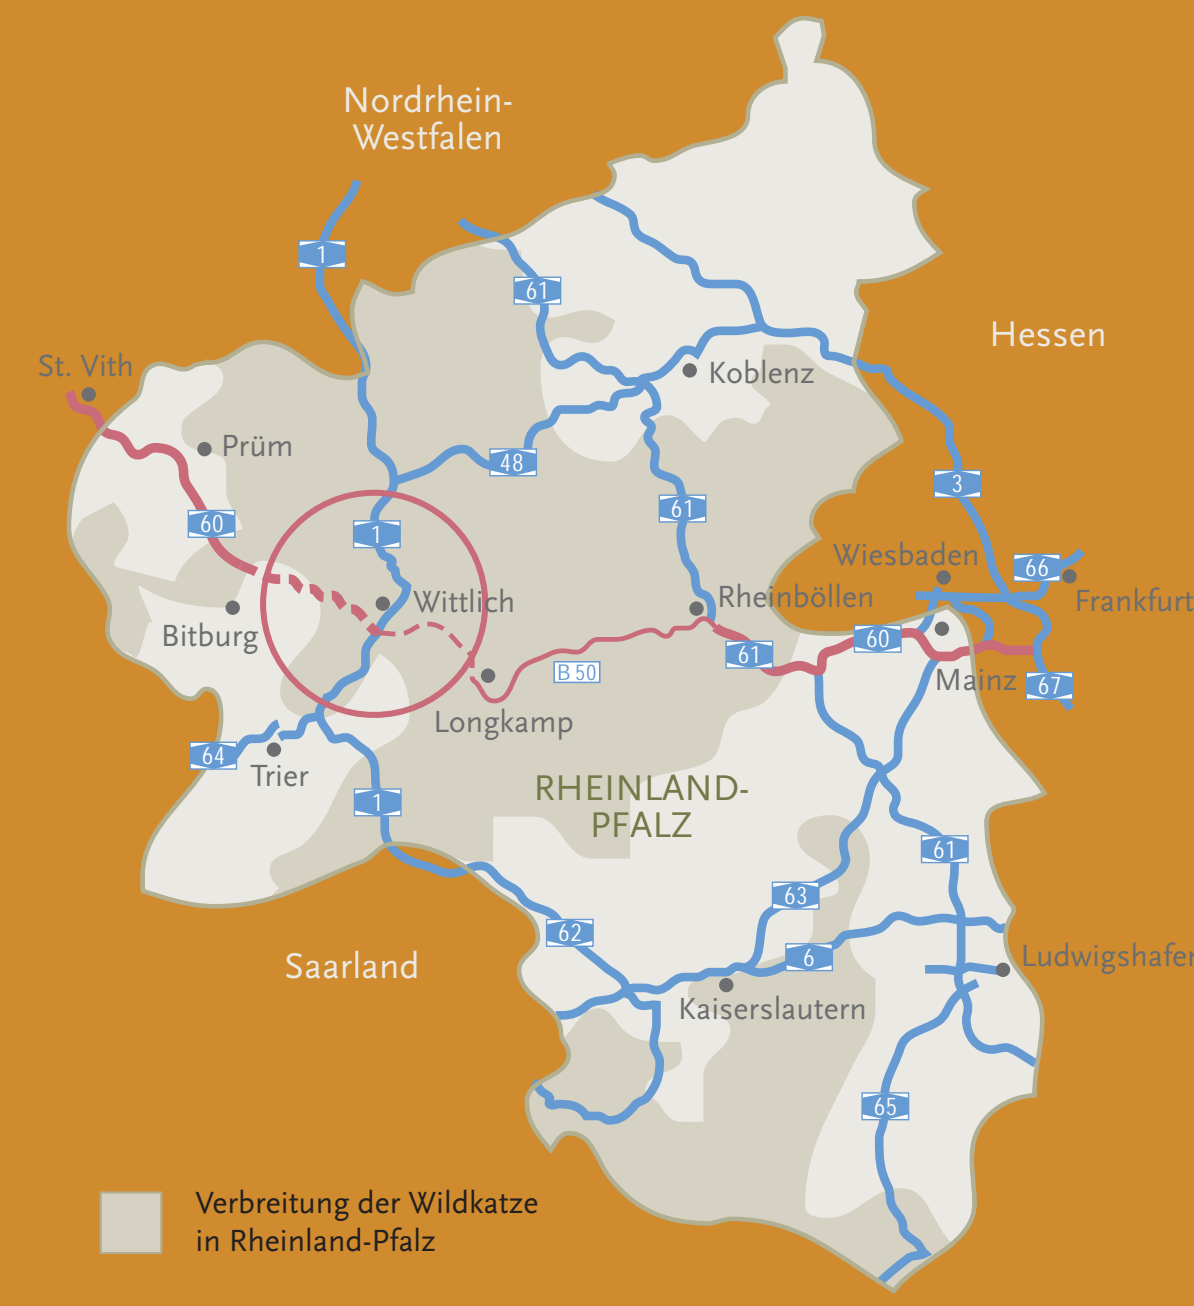 Nordrhein-
Westfalen
1
61
Hessen
St. Vith
Koblenz
Prüm
48
3
61
60
1
Wiesbaden
66
Wittlich
Rheinböllen
Frankfurt
Bitburg
61
60
B 50
Mainz
67
Longkamp
64
Trier
RHEINLAND-
PFALZ
1
61
63
62
6
Saarland
Ludwigshafen
Kaiserslautern
65
Verbreitung der Wildkatze
in Rheinland-Pfalz